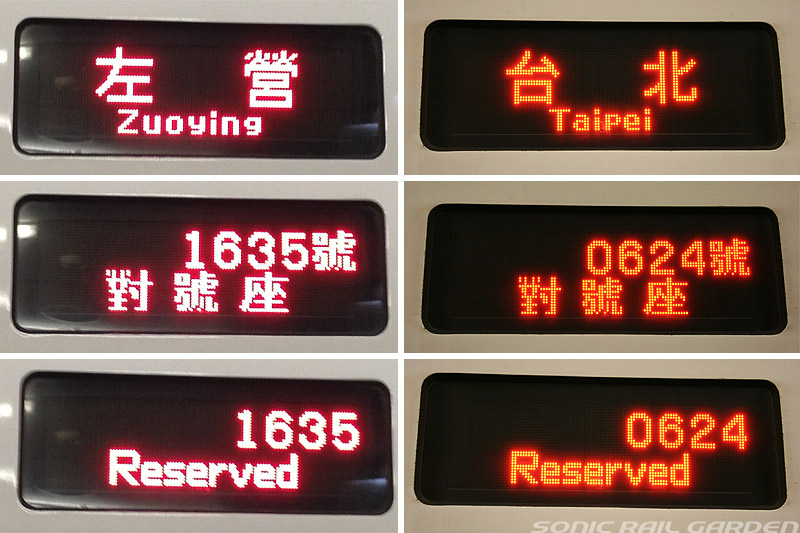 左 營
Zuoying
台 北
Taipei
1635號
對號座
0624號
對號座
1635
Reserved
0624
Reserved
SONIC RAIL GARDEN